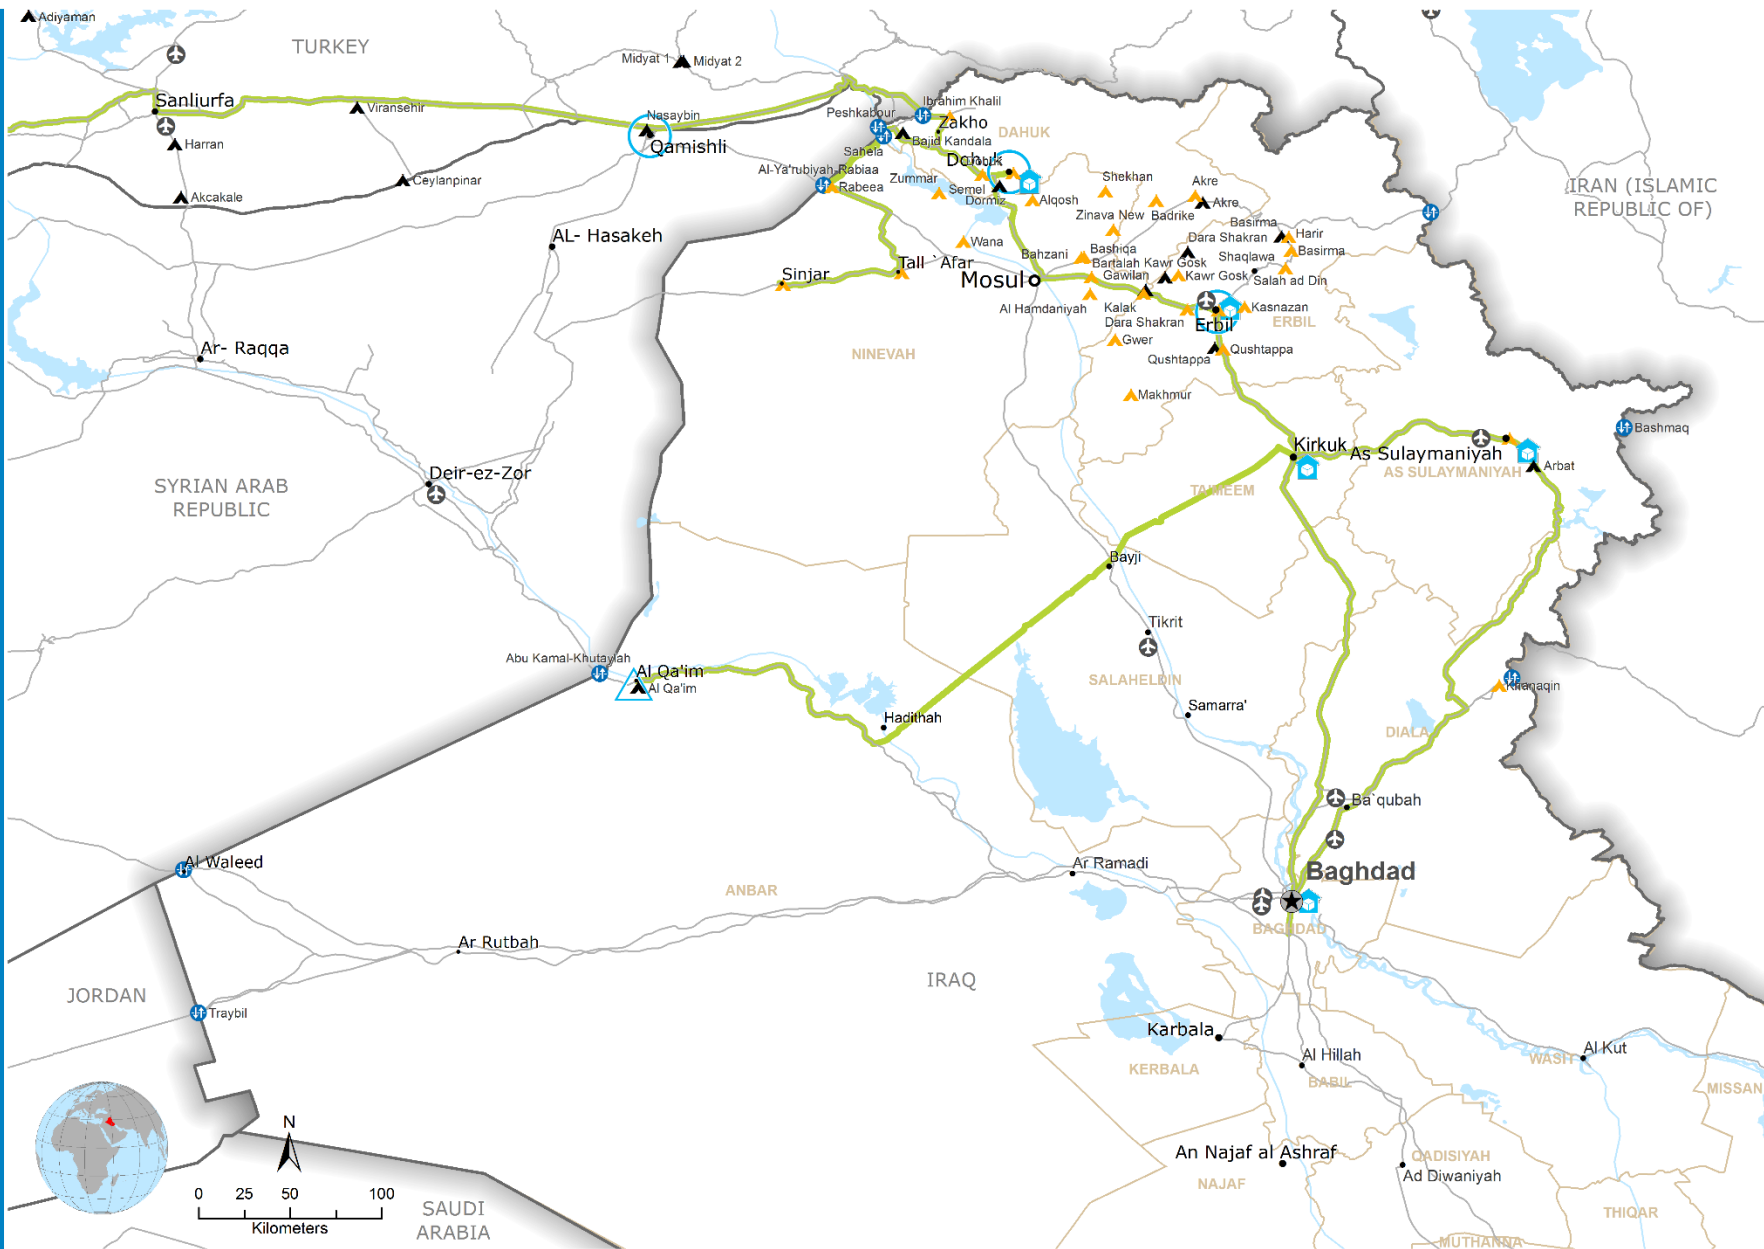 Adiyaman
TURKEY
Midyat 1
Midyat 2
Sanliurfa
Viransehir
Nasaybin
Qamishli
Harran
Ceylanpinar
Akcakale
Ibrahim Khalil
Peshkabour
Zakho
DAHUK
Bajid Kandala
Sahela
Dohuk
Al-Ya'rubiyah-Rabiaa
Zummar
Rabeea
Semel
Dormiz
Alqosh
Shekhan
Akre
Akre
Zinava New
Badrike
Basirma
Harir
Dara Shakran
Basirma
Shaqlawa
IRAN (ISLAMIC
REPUBLIC OF)
AL- Hasakeh
Wana
Bahzani
Bashiqa
Bartalah
Kawr Gosk
Gawilan
Kawr Gosk
Salah ad Din
Sinjar
Tall `Afar
Mosul
Al Hamdaniyah
Kalak
Kasnazan
Dara Shakran
Erbil
ERBIL
Gwer
Qushtappa
Qushtappa
NINEVAH
Ar- Raqqa
Makhmur
Kirkuk
As Sulaymaniyah
AS SULAYMANIYAH
Arbat
Bashmaq
TAIMEEM
Deir-ez-Zor
SYRIAN ARAB
REPUBLIC
Bayji
Tikrit
Abu Kamal-Khutaylah
Al Qa'im
Al Qa'im
SALAHELDIN
Khanaqin
Samarra'
Hadithah
DIALA
Ba`qubah
Al Waleed
Ar Ramadi
Baghdad
ANBAR
BAGHDAD
Ar Rutbah
IRAQ
JORDAN
Traybil
Karbala
Al Hillah
Al Kut
KERBALA
BABIL
WASIT
MISSAN
An Najaf al Ashraf
QADISIYAH
Ad Diwaniyah
NAJAF
N
0 25 50 100
Kilometers
SAUDI
ARABIA
THIQAR
MUTHANNA